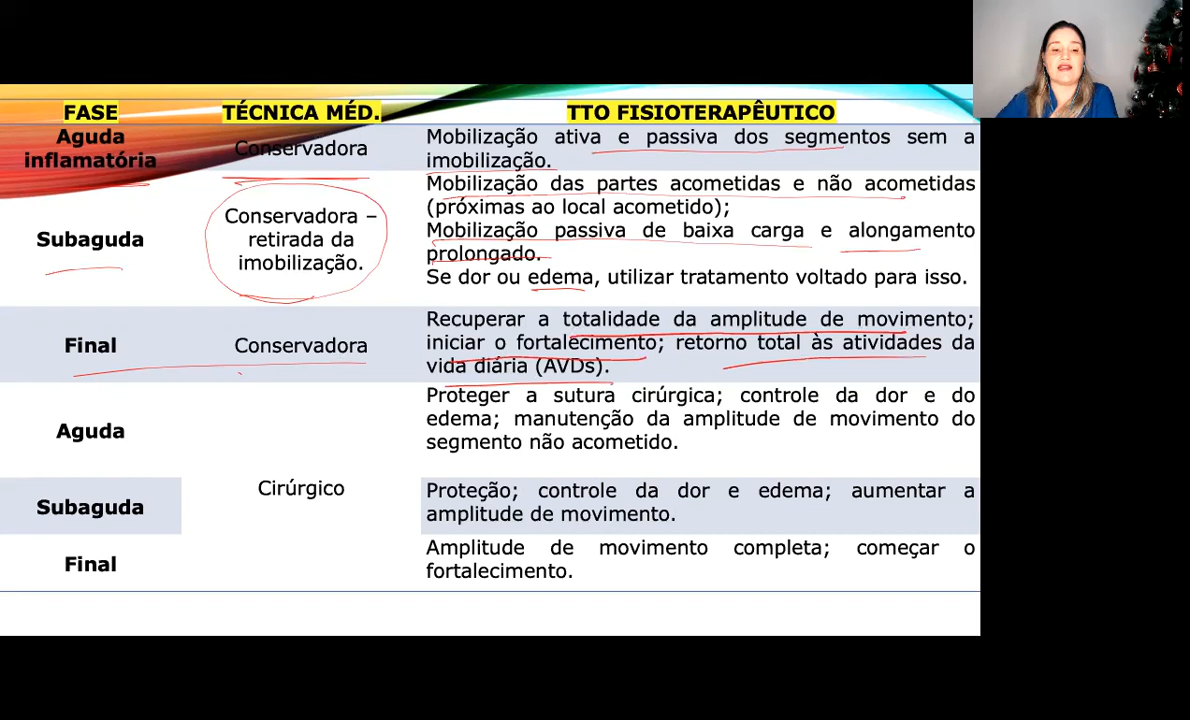 FASE TÉCNICA MÉD. TTO FISIOTERAPÊUTICO
Aguda
inflamatória
Conservadora
Mobilização ativa e passiva dos segmentos sem a
imobilização.
Subaguda
Conservadora –
retirada da
imobilização.
Mobilização das partes acometidas e não acometidas
(próximas ao local acometido);
Mobilização passiva de baixa carga e alongamento
prolongado.
Se dor ou edema, utilizar tratamento voltado para isso.
Final
Conservadora
Recuperar a totalidade da amplitude de movimento;
iniciar o fortalecimento; retorno total às atividades da
vida diária (AVDs).
Aguda
Cirúrgico
Proteger a sutura cirúrgica; controle da dor e do
edema; manutenção da amplitude de movimento do
segmento não acometido.
Subaguda
Proteção; controle da dor e edema; aumentar a
amplitude de movimento.
Final
Amplitude de movimento completa; começar o
fortalecimento.